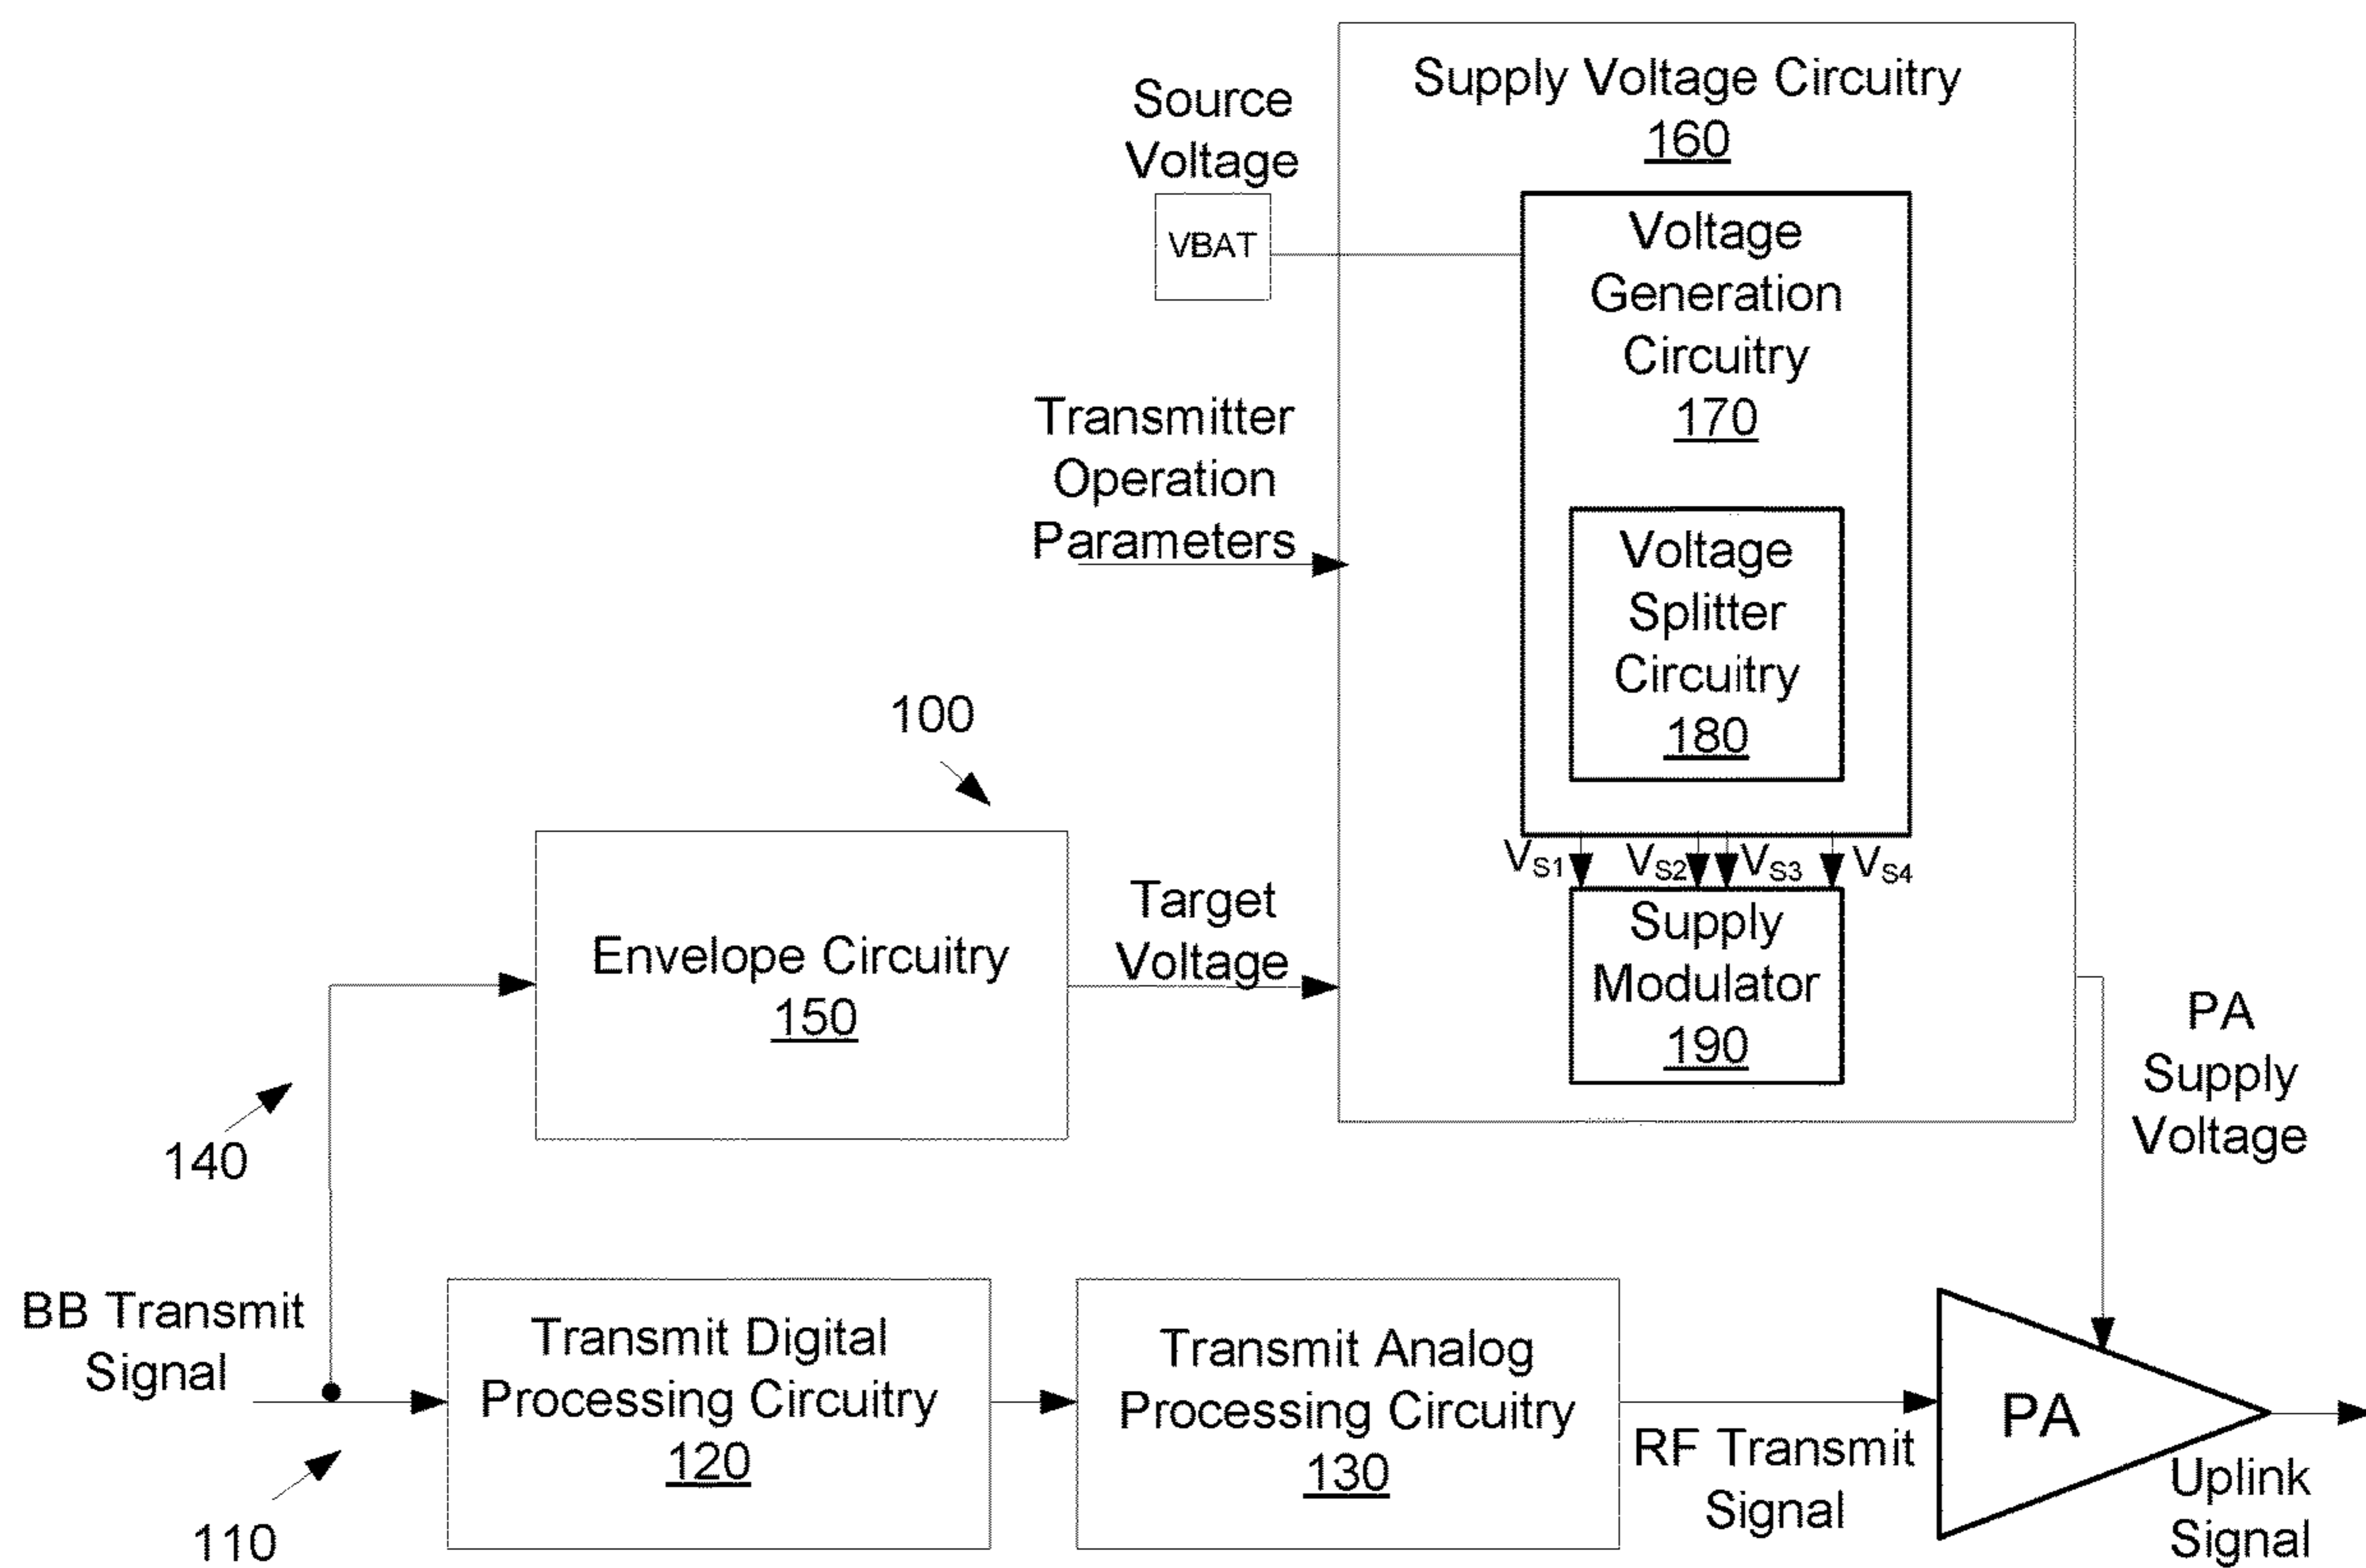 Supply Voltage Circuitry
160
Source
Voltage
VBAT
Voltage
Generation
Circuitry
170
Transmitter
Operation
Parameters
Voltage
Splitter
Circuitry
180
100
VS1 VS2 VS3 VS4
Envelope Circuitry
150
Target
Voltage
Supply
Modulator
190
PA
Supply
Voltage
140
BB Transmit
Signal
Transmit Digital
Processing Circuitry
120
Transmit Analog
Processing Circuitry
130
RF Transmit
Signal
PA
Uplink
Signal
110